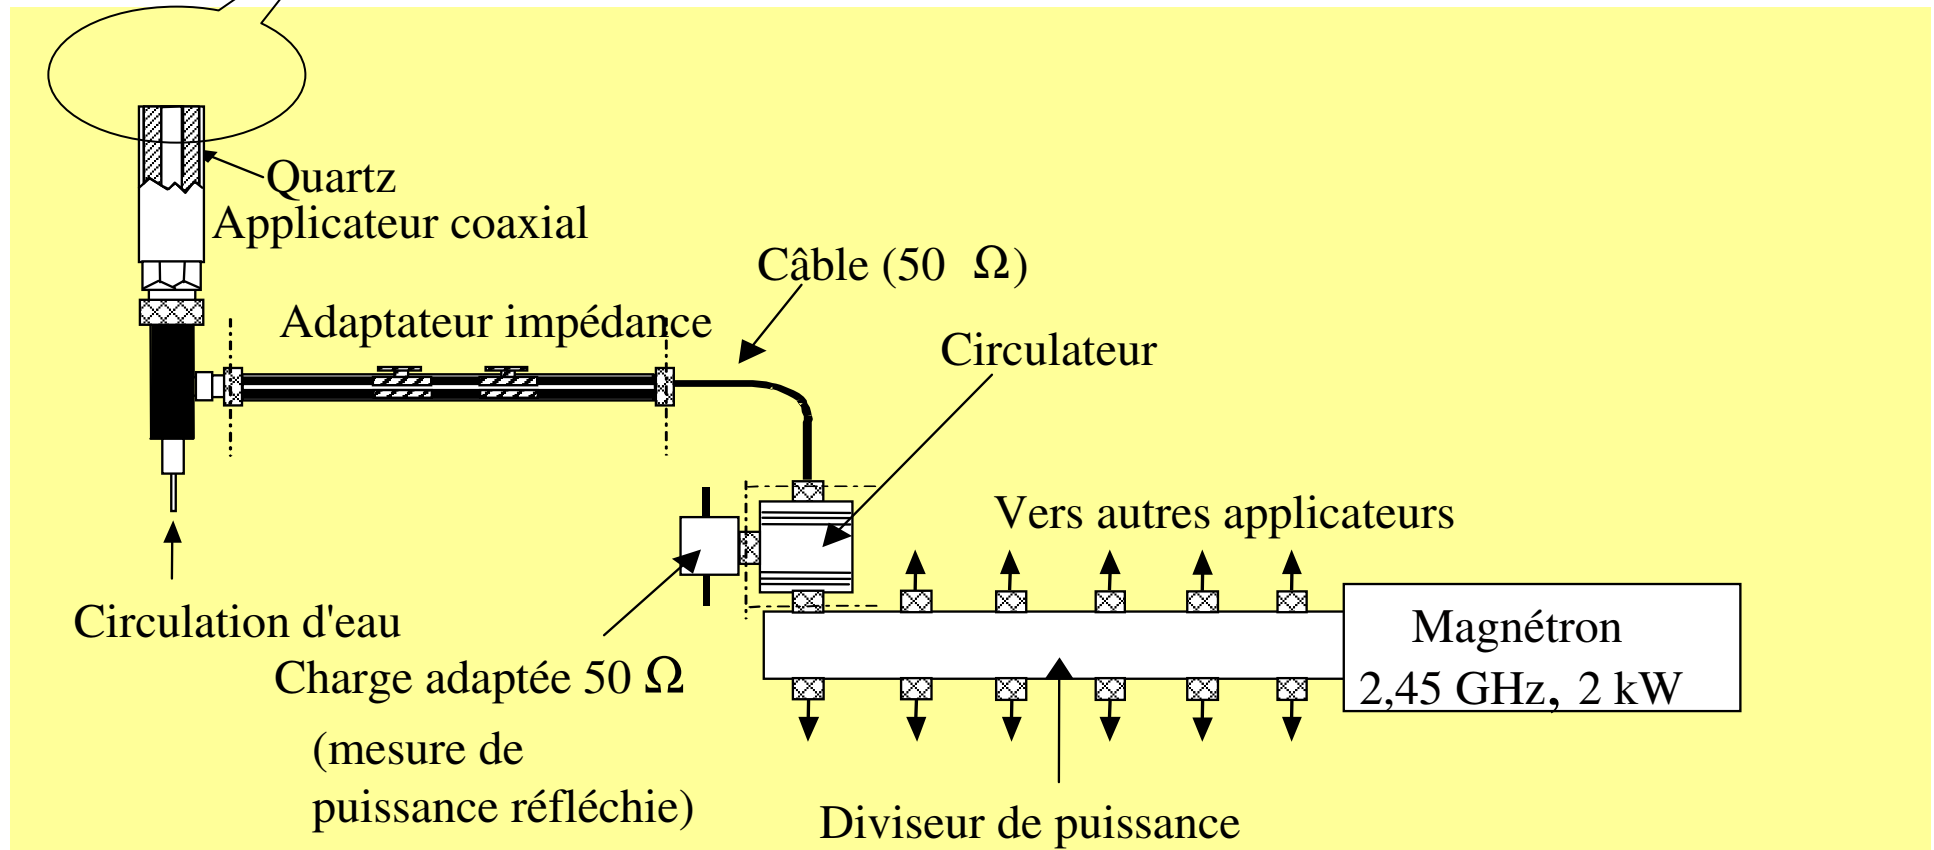 Quartz
Applicateur coaxial
Câble (50 Ω)
Adaptateur impédance
Circulateur
Vers autres applicateurs
Circulation d'eau
Magnétron
2,45 GHz, 2 kW
Charge adaptée 50 Ω
(mesure de
puissance réfléchie)
Diviseur de puissance